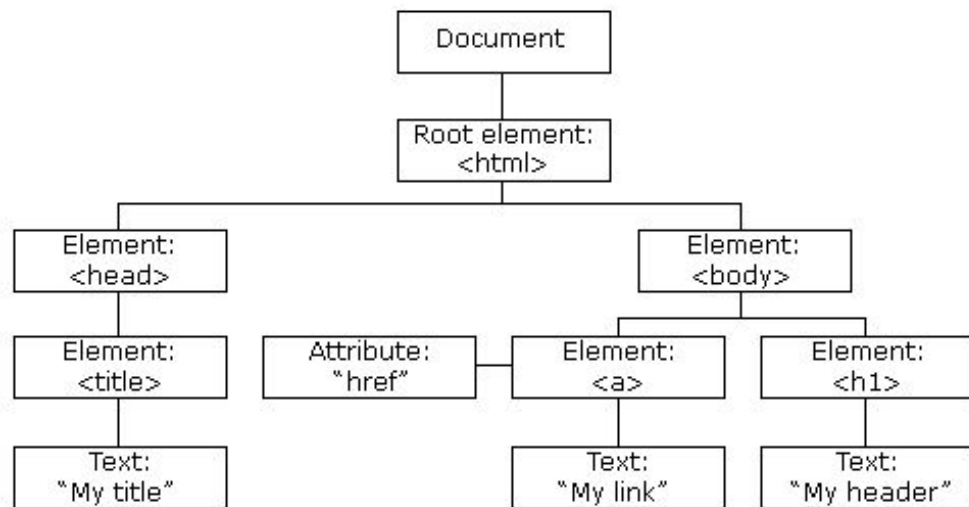 Document
Root element:
<html>
Element:
<head>
Element:
<body>
Element:
<title>
Attribute:
“href”
Element:
<a>
Element:
<h1>
Text:
“My title”
Text:
“My link”
Text:
“My header”